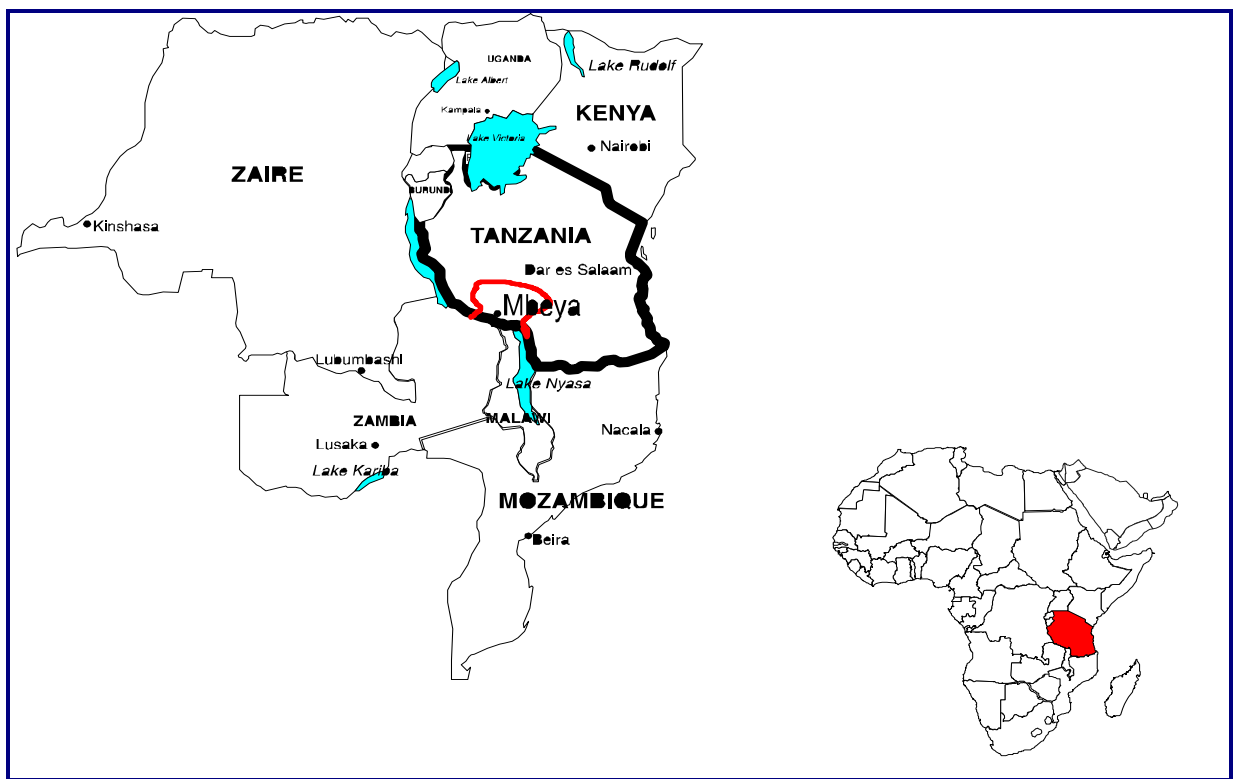 UGANDA
Lake Rudolf
Lake Albert
Kampala
KENYA
Lake Victoria
Nairobi
ZAIRE
BURUNDI
Kinshasa
TANZANIA
Dar es Salaam
Mbeya
Lubumbashi
Lake Nyasa
ZAMBIA
MALAWI
Nacala
Lusaka
Lake Kariba
MOZAMBIQUE
Beira